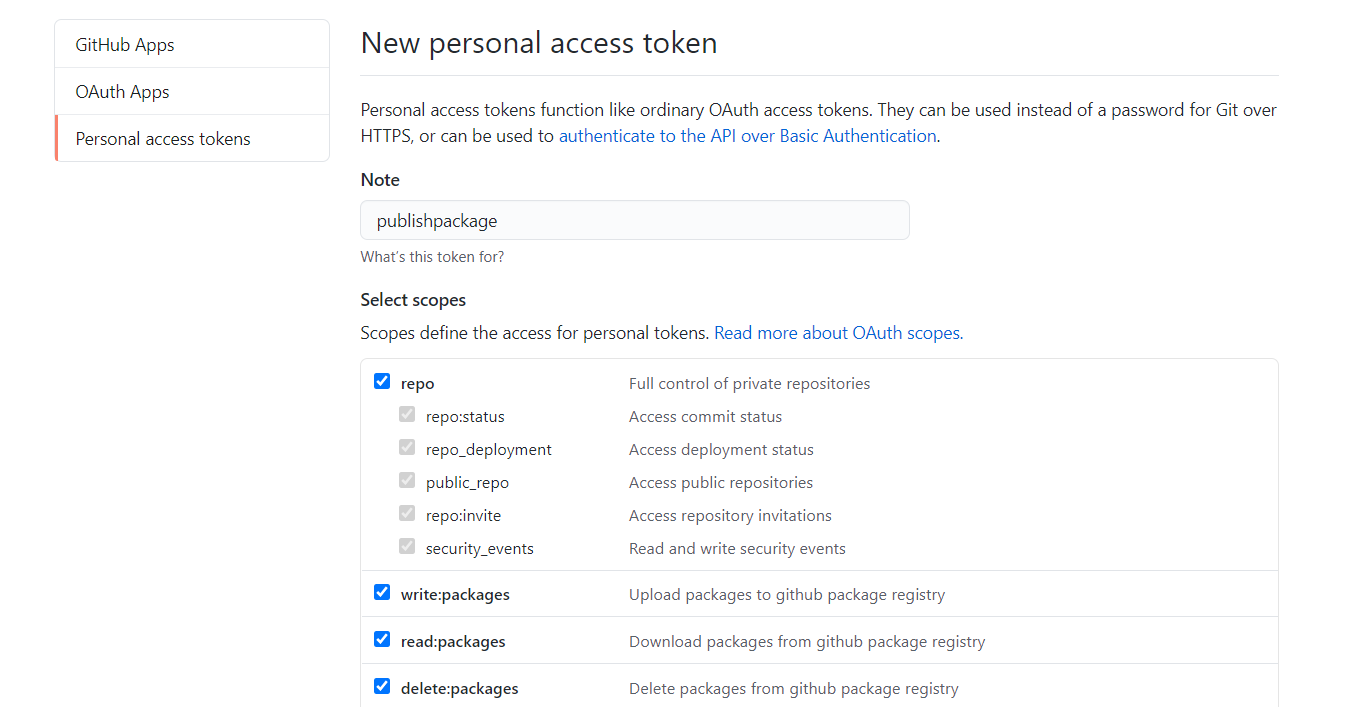 GitHub Apps
OAuth Apps
Personal access tokens
New personal access token
Personal access tokens function like ordinary OAuth access tokens. They can be used instead of a password for Git over
HTTPS, or can be used to authenticate to the API over Basic Authentication.
Note
publishpackage
What's this token for?
Select scopes
Scopes define the access for personal tokens. Read more about OAuth scopes.
repo Full control of private repositories
repo:status Access commit status
repo_deployment Access deployment status
public_repo Access public repositories
repo:invite Access repository invitations
security_events Read and write security events
write:packages Upload packages to github package registry
read:packages Download packages from github package registry
delete:packages Delete packages from github package registry